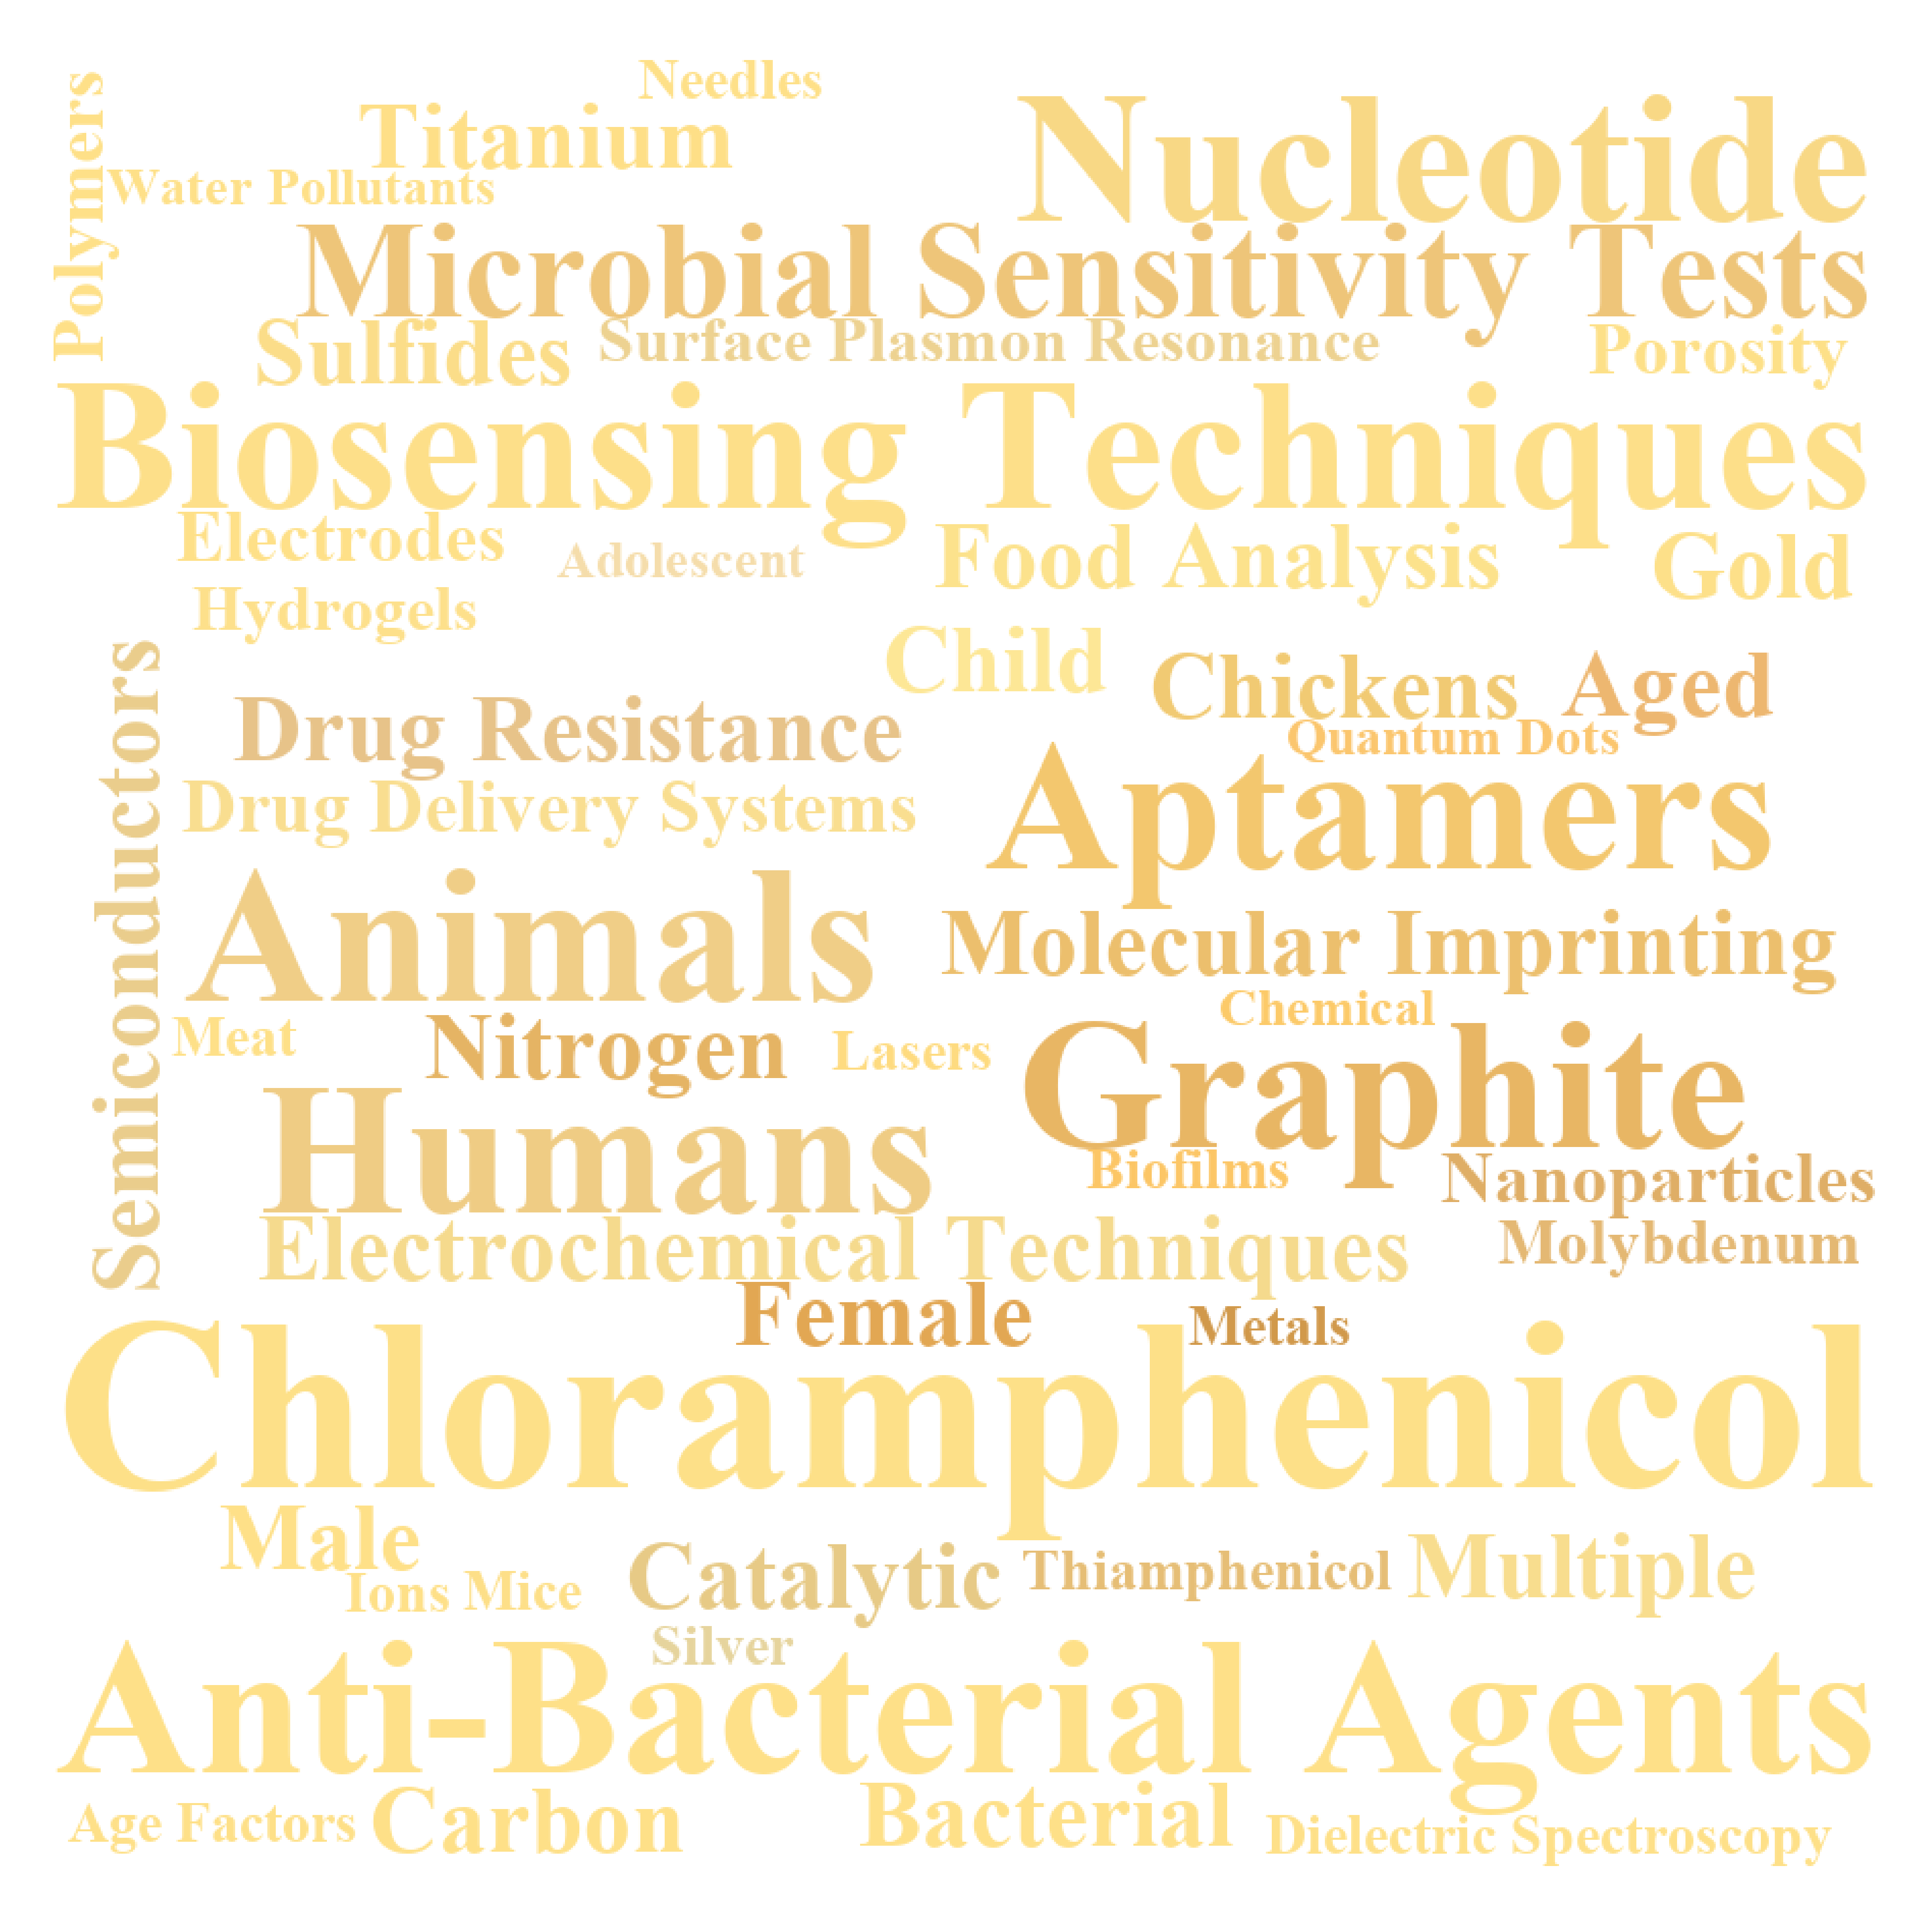 Needles
Polymers
Titanium
Nucleotide
Water Pollutants
Microbial Sensitivity Tests
Sulfides
Surface Plasmon Resonance
Porosity
Biosensing Techniques
Electrodes
Adolescent
Food Analysis
Gold
Hydrogels
Semiconductors
Child
Chickens
Aged
Drug Resistance
Quantum Dots
Drug Delivery Systems
Aptamers
Animals
Molecular Imprinting
Chemical
Meat
Nitrogen
Lasers
Graphite
Humans
Biofilms
Nanoparticles
Electrochemical Techniques
Molybdenum
Female
Metals
Chloramphenicol
Male
Catalytic
Thiamphenicol
Multiple
Ions
Mice
Silver
Anti-Bacterial Agents
Age Factors
Carbon
Bacterial
Dielectric Spectroscopy